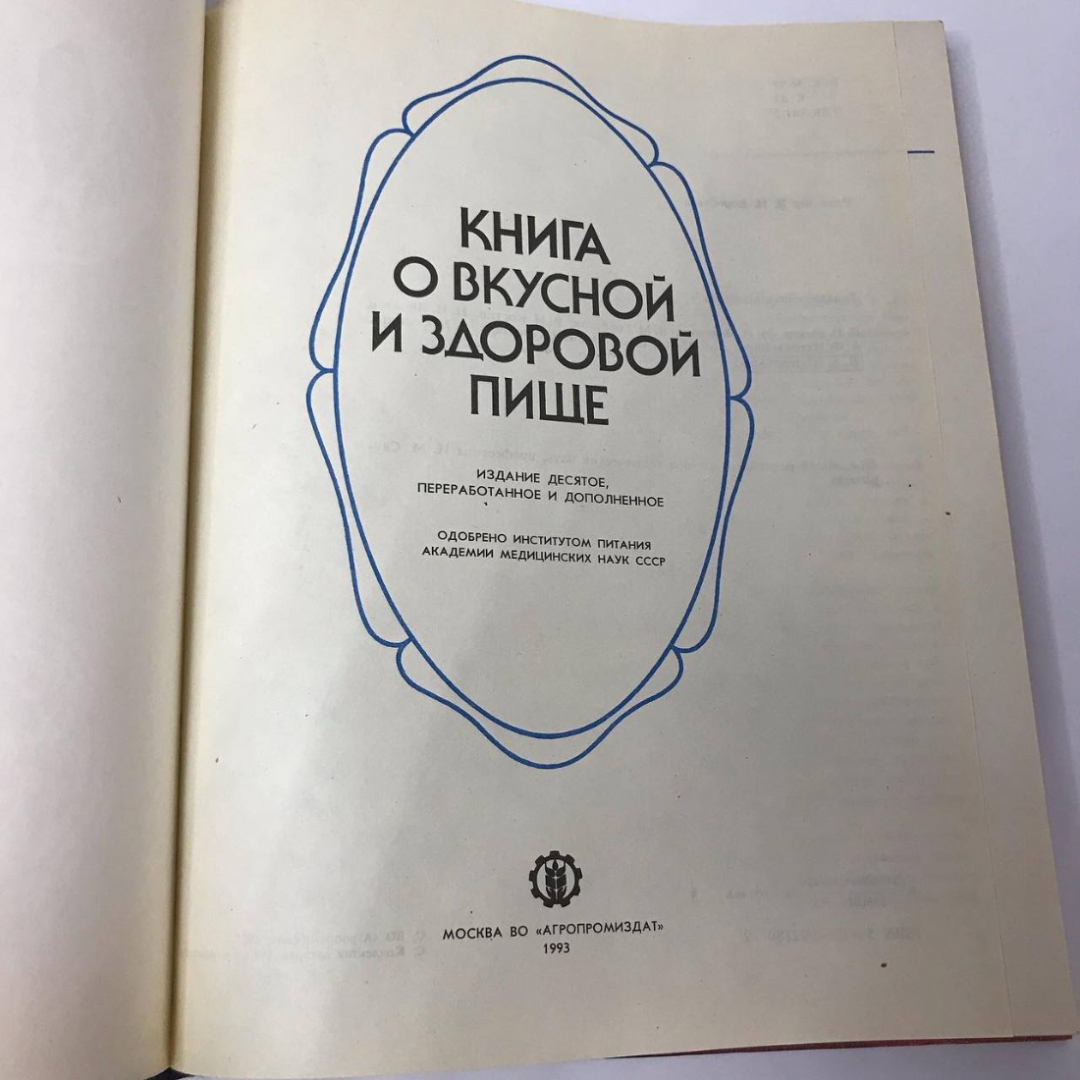 КНИГА
О ВКУСНОЙ
И ЗДОРОВОЙ
ПИЩЕ
ИЗДАНИЕ ДЕСЯТОЕ,
ПЕРЕРАБОТАННОЕ И ДОПОЛНЕННОЕ
ОДОБРЕНО ИНСТИТУТОМ ПИТАНИЯ
АКАДЕМИИ МЕДИЦИНСКИХ НАУК СССР
МОСКВА ВО «АГРОПРОМИЗДАТ»
1993